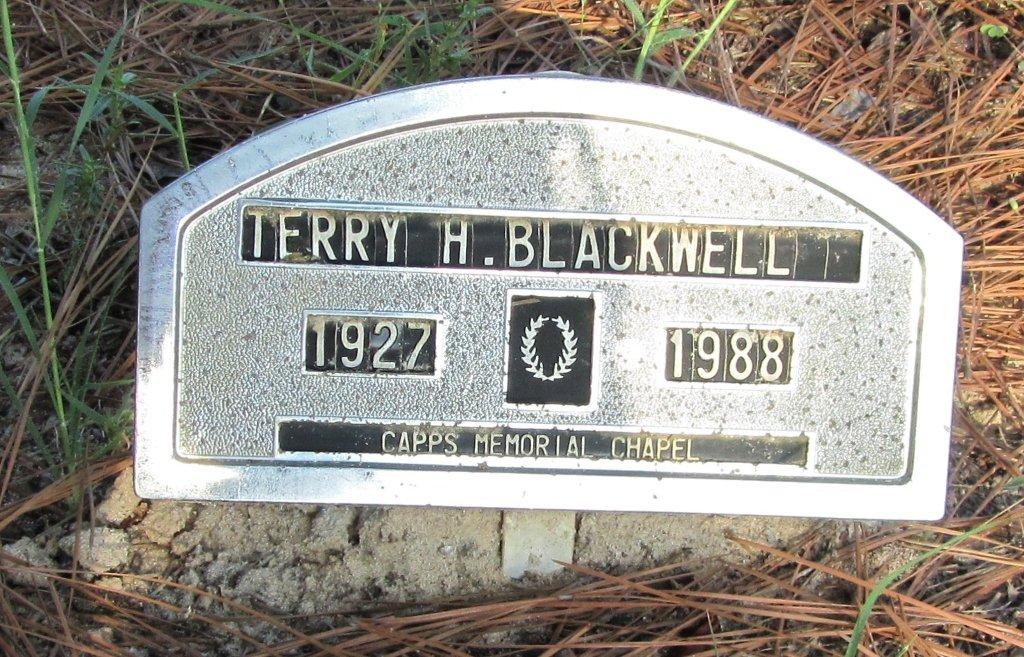 TERRY H. BLACKWELL
1927 1988
CAPPS MEMORIAL CHAPEL